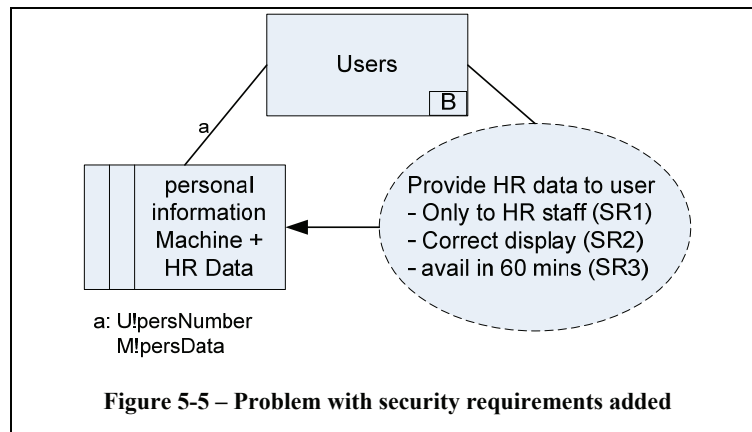 Users
B
a
personal
information
Machine +
HR Data
Provide HR data to user
- Only to HR staff (SR1)
- Correct display (SR2)
- avail in 60 mins (SR3)
a: U!persNumber
M!persData
Figure 5-5 – Problem with security requirements added